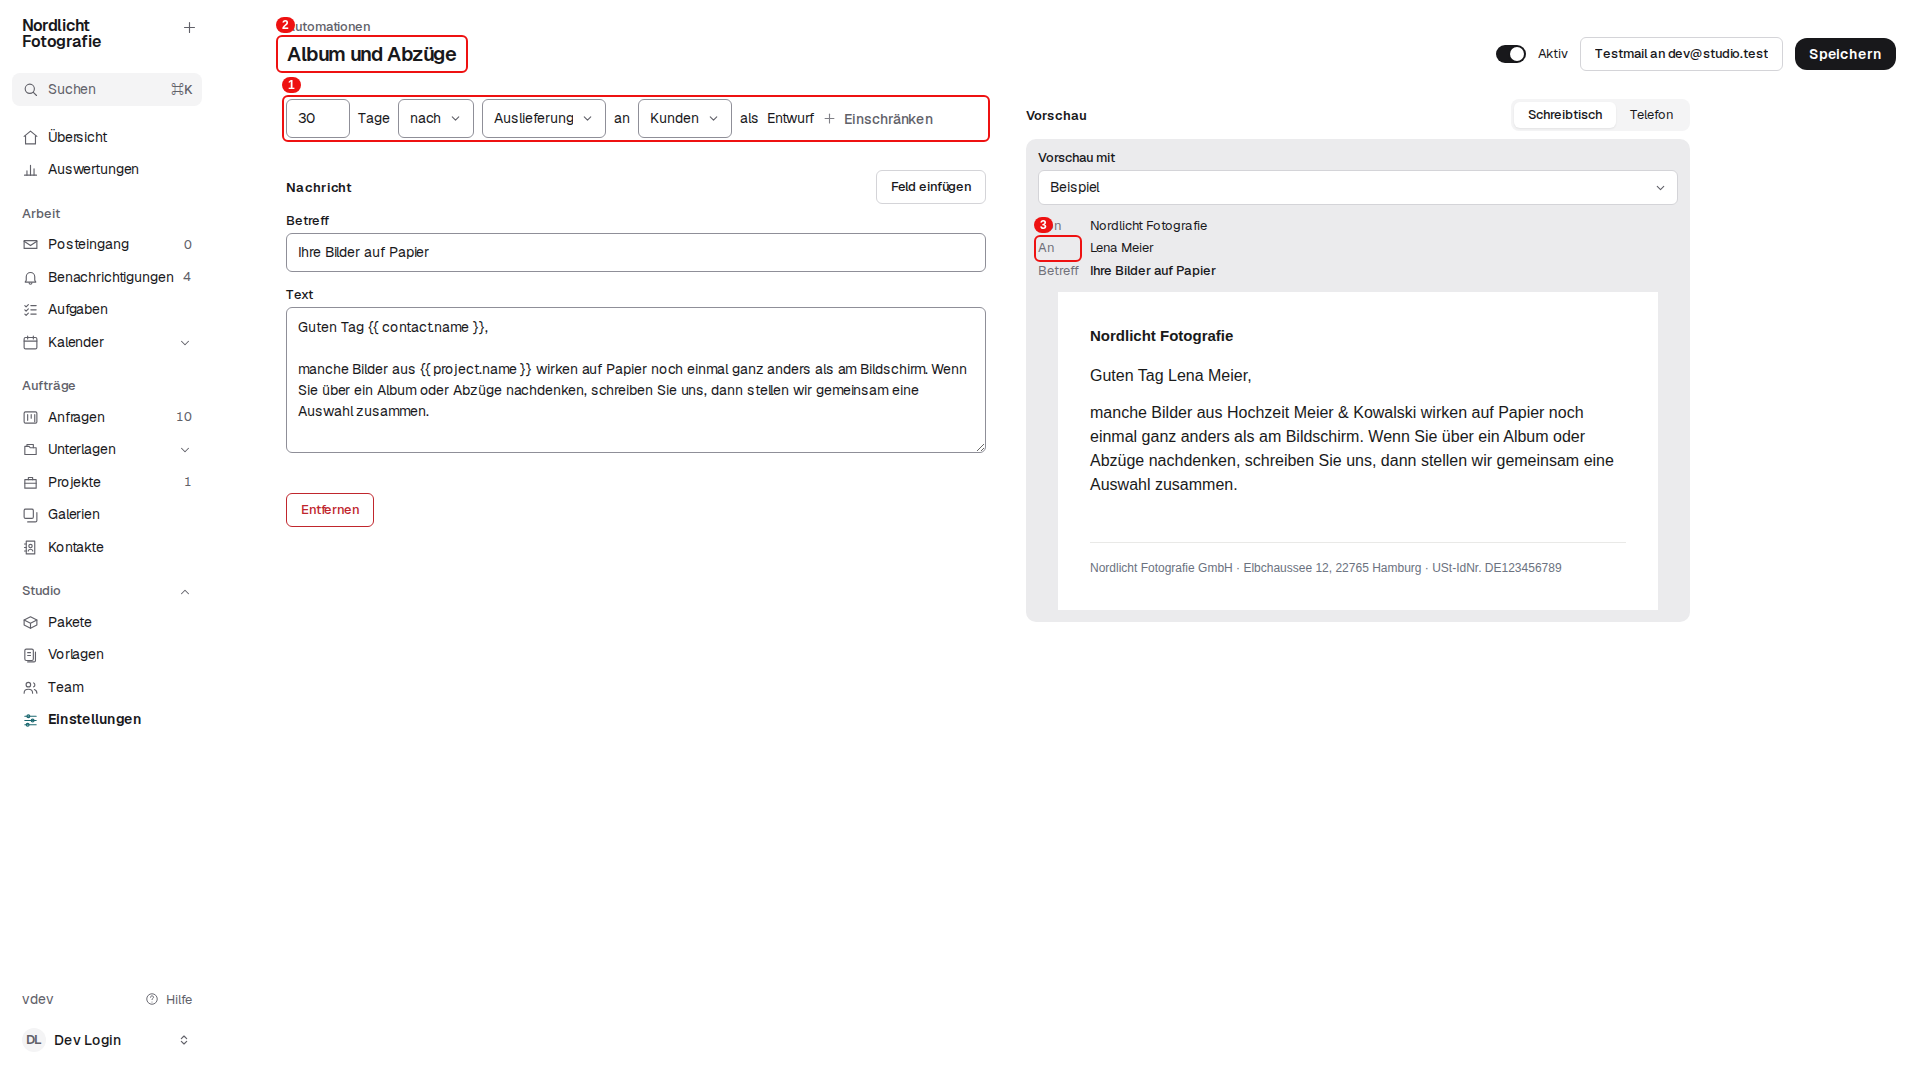 Nordlicht
Fotografie
Suchen ⌘K
Übersicht
Auswertungen
Arbeit
Posteingang 0
Benachrichtigungen 4
Aufgaben
Kalender
Aufträge
Anfragen 10
Unterlagen
Projekte 1
Galerien
Kontakte
Studio
Pakete
Vorlagen
Team
Einstellungen
vdev Hilfe
DL Dev Login
2 utomationen
Album und Abzüge
Aktiv Testmail an dev@studio.test Speichern
1
30 Tage nach Auslieferung an Kunden als Entwurf + Einschränken
Nachricht Feld einfügen
Betreff
Ihre Bilder auf Papier
Text
Guten Tag {{ contact.name }},
manche Bilder aus {{ project.name }} wirken auf Papier noch einmal ganz anders als am Bildschirm. Wenn
Sie über ein Album oder Abzüge nachdenken, schreiben Sie uns, dann stellen wir gemeinsam eine
Auswahl zusammen.
Entfernen
Vorschau Schreibtisch Telefon
Vorschau mit
Beispiel
3 n Nordlicht Fotografie
An Lena Meier
Betreff Ihre Bilder auf Papier
Nordlicht Fotografie
Guten Tag Lena Meier,
manche Bilder aus Hochzeit Meier & Kowalski wirken auf Papier noch
einmal ganz anders als am Bildschirm. Wenn Sie über ein Album oder
Abzüge nachdenken, schreiben Sie uns, dann stellen wir gemeinsam eine
Auswahl zusammen.
Nordlicht Fotografie GmbH · Elbchaussee 12, 22765 Hamburg · USt-IdNr. DE123456789